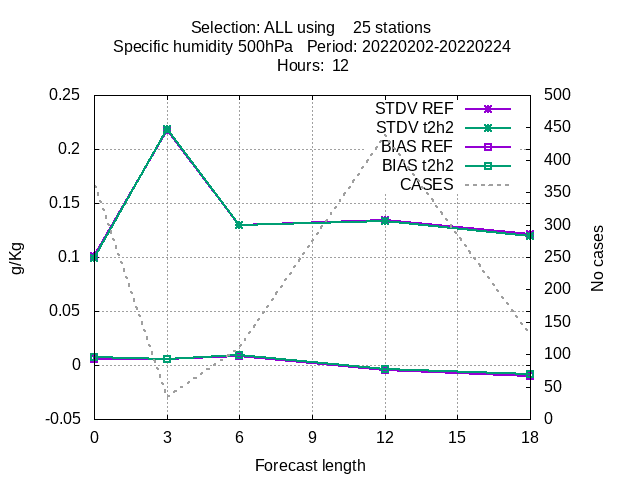 Selection: ALL using    25 stations
Specific humidity 500hPa   Period: 20220202-20220224
Hours:  12
0.25
0.2
0.15
0.1
0.05
0
-0.05
g/Kg
STDV REF
STDV t2h2
BIAS REF
BIAS t2h2
CASES
500
450
400
350
300
250
200
150
100
50
0
No cases
0 3 6 9 12 15 18
Forecast length